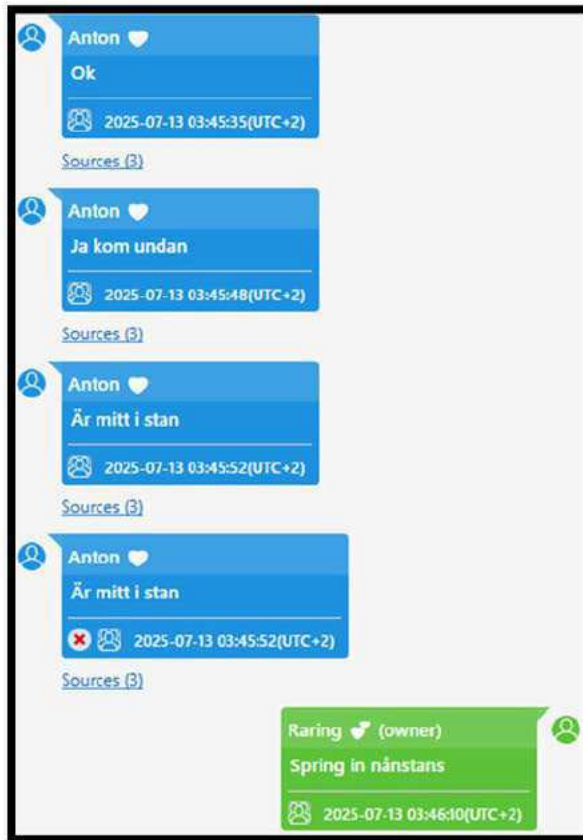 Anton
Ok
2025-07-13 03:45:35(UTC+2)
Sources (3)
Anton
Ja kom undan
2025-07-13 03:45:48(UTC+2)
Sources (3)
Anton
Är mitt i stan
2025-07-13 03:45:52(UTC+2)
Sources (3)
Anton
Är mitt i stan
2025-07-13 03:45:52(UTC+2)
Sources (3)
Raring 💕 (owner)
Spring in nånstans
2025-07-13 03:46:10(UTC+2)